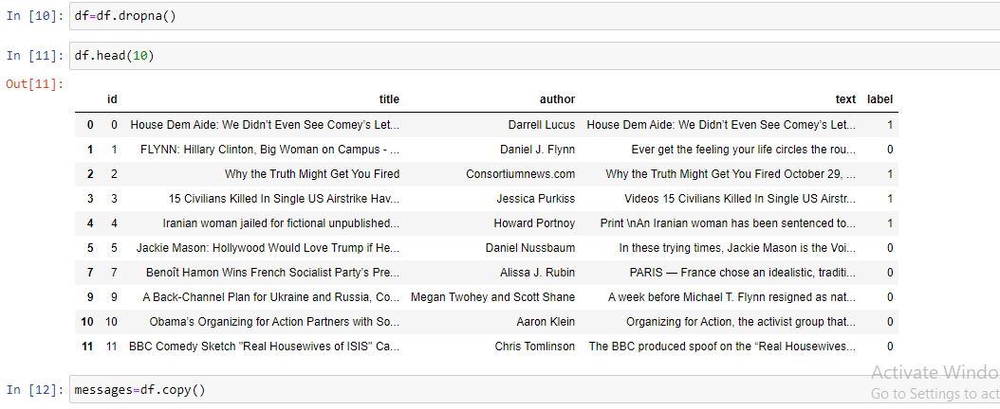 In [10]: df=df.dropna()
In [11]: df.head(10)
Out[11]:
id title author text label
0 0 House Dem Aide: We Didn’t Even See Comey’s Let... Darrell Lucus House Dem Aide: We Didn’t Even See Comey’s Let... 1
1 1 FLYNN: Hillary Clinton, Big Woman on Campus - ... Daniel J. Flynn Ever get the feeling your life circles the rou... 0
2 2 Why the Truth Might Get You Fired Consortiumnews.com Why the Truth Might Get You Fired October 29, ... 1
3 3 15 Civilians Killed In Single US Airstrike Hav... Jessica Purkiss Videos 15 Civilians Killed In Single US Airstr... 1
4 4 Iranian woman jailed for fictional unpublished... Howard Portnoy Print \nAn Iranian woman has been sentenced to... 1
5 5 Jackie Mason: Hollywood Would Love Trump if He... Daniel Nussbaum In these trying times, Jackie Mason is the Voi... 0
7 7 Benoît Hamon Wins French Socialist Party’s Pre... Alissa J. Rubin PARIS — France chose an idealistic, traditi... 0
9 9 A Back-Channel Plan for Ukraine and Russia, Co... Megan Twohey and Scott Shane A week before Michael T. Flynn resigned as nat... 0
10 10 Obama’s Organizing for Action Partners with So... Aaron Klein Organizing for Action, the activist group that... 0
11 11 BBC Comedy Sketch "Real Housewives of ISIS" Ca... Chris Tomlinson The BBC produced spoof on the “Real Housewives... 0
In [12]: messages=df.copy()
Activate Windo
Go to Settings to act